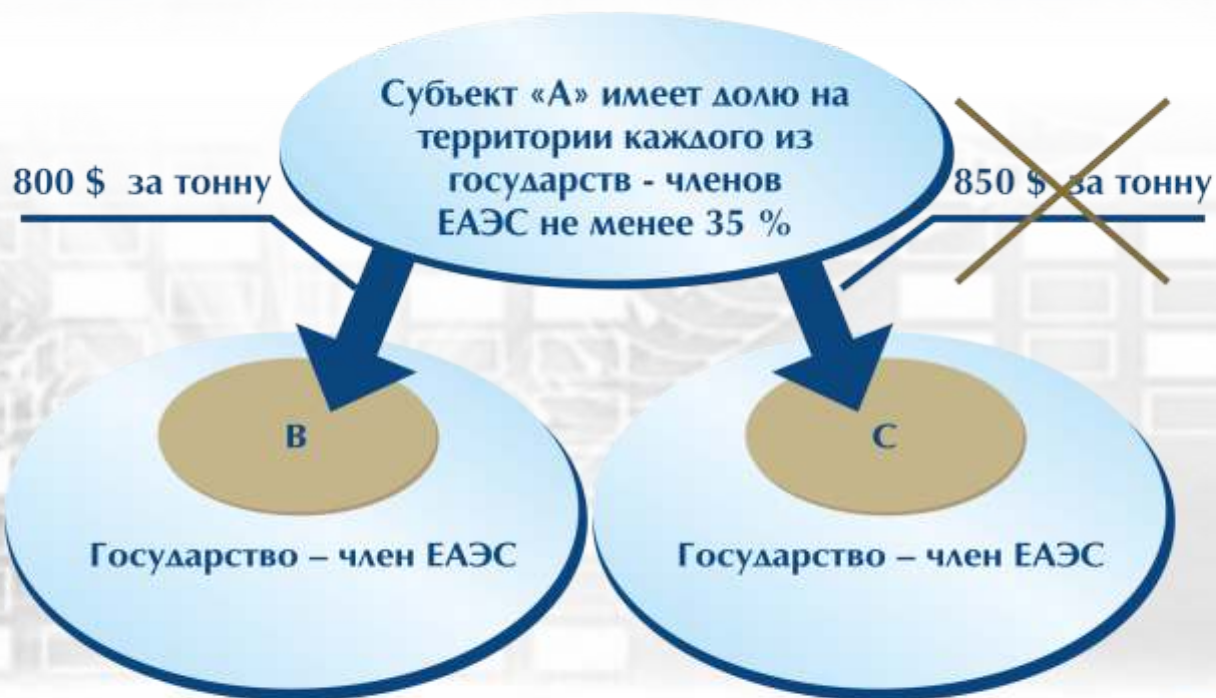 Субъект «А» имеет долю на
территории каждого из
государств - членов
ЕАЭС не менее 35 %
800 $ за тонну
850 $ за тонну
В
С
Государство – член ЕАЭС
Государство – член ЕАЭС